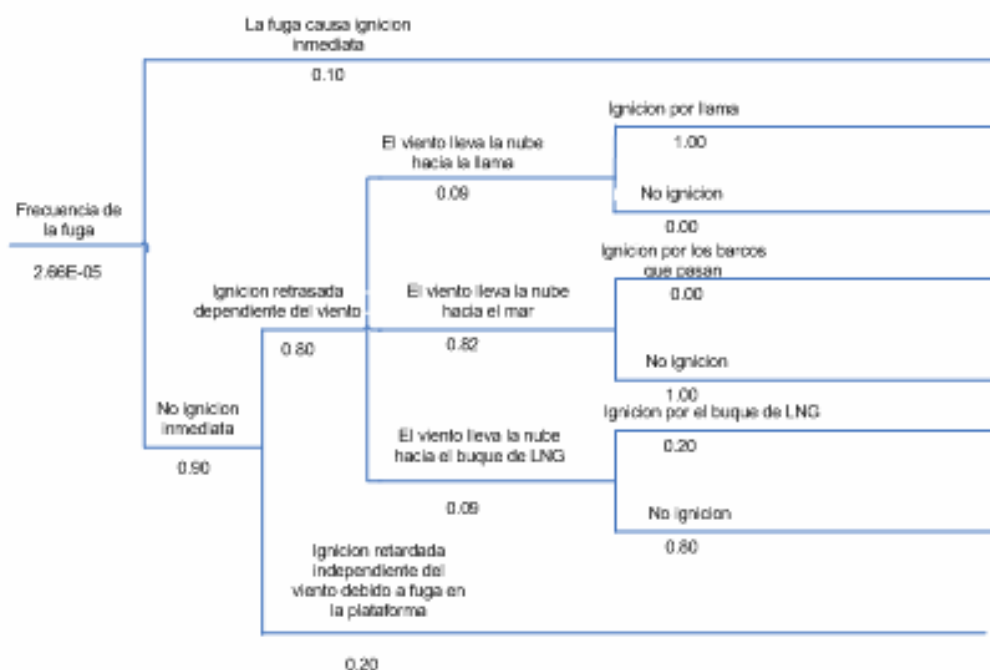 La fuga causa ignicion
inmediata
0.10
Ignicion por llama
1.00
El viento lleva la nube
hacia la llama
0.09
No ignicion
0.00
Frecuencia de
la fuga
2.66E-05
Ignicion por los barcos
que pasan
0.00
Ignicion retrasada
dependiente del viento
0.80
El viento lleva la nube
hacia el mar
0.82
No ignicion
1.00
No ignicion
inmediata
0.90
Ignicion por el buque de LNG
0.20
El viento lleva la nube
hacia el buque de LNG
0.09
No ignicion
0.80
Ignicion retardada
independiente del
viento debido a fuga en
la plataforma
0.20